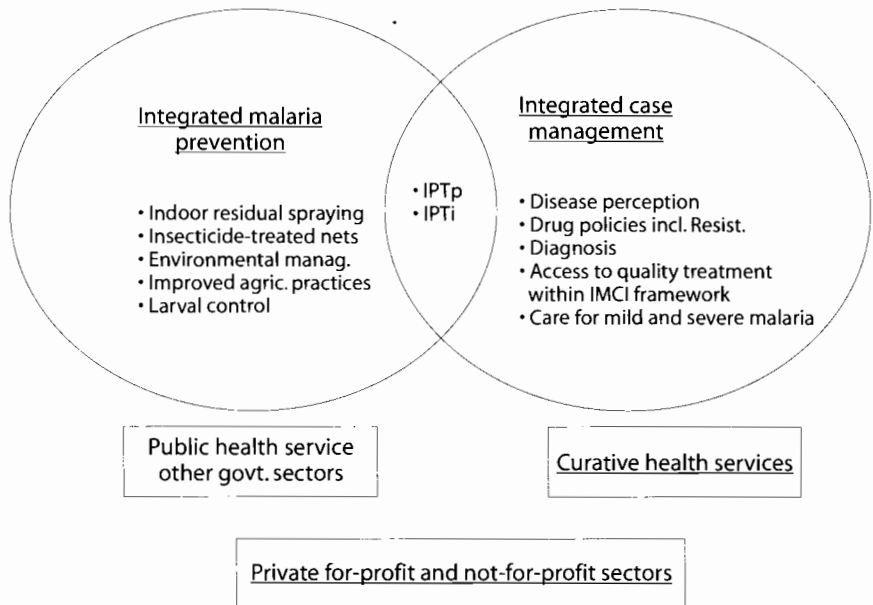 Integrated malaria
prevention
• Indoor residual spraying
• Insecticide-treated nets
• Environmental manag.
• Improved agric. practices
• Larval control
• IPTp
• IPTi
Integrated case
management
• Disease perception
• Drug policies incl. Resist.
• Diagnosis
• Access to quality treatment
within IMCI framework
• Care for mild and severe malaria
Public health service
other govt. sectors
Curative health services
Private for-profit and not-for-profit sectors